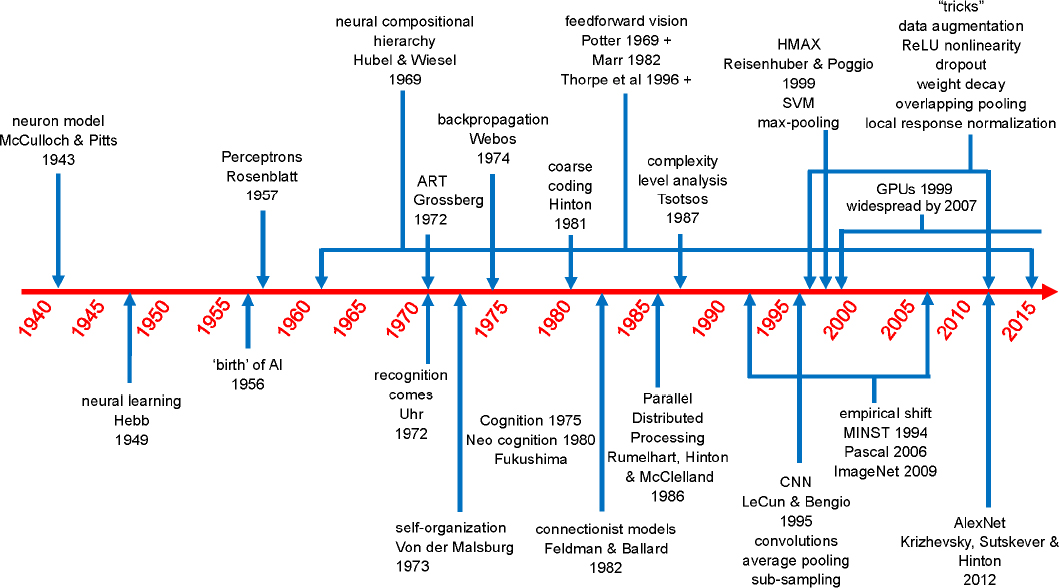 neuron model
McCulloch & Pitts
1943
Perceptrons
Rosenblatt
1957
neural compositional
hierarchy
Hubel & Wiesel
1969
ART
Grossberg
1972
backpropagation
Webos
1974
coarse
coding
Hinton
1981
feedforward vision
Potter 1969 +
Marr 1982
Thorpe et al 1996 +
complexity
level analysis
Tsotsos
1987
HMAX
Reisenhuber & Poggio
1999
SVM
max-pooling
“tricks”
data augmentation
ReLU nonlinearity
dropout
weight decay
overlapping pooling
local response normalization
GPUs 1999
widespread by 2007
1940
1945
1950
1955
1960
1965
1970
1975
1980
1985
1990
1995
2000
2005
2010
2015
neural learning
Hebb
1949
‘birth’ of AI
1956
recognition
comes
Uhr
1972
self-organization
Von der Malsburg
1973
Cognition 1975
Neo cognition 1980
Fukushima
connectionist models
Feldman & Ballard
1982
Parallel
Distributed
Processing
Rumelhart, Hinton
& McClelland
1986
CNN
LeCun & Bengio
1995
convolutions
average pooling
sub-sampling
empirical shift
MINST 1994
Pascal 2006
ImageNet 2009
AlexNet
Krizhevsky, Sutskever &
Hinton
2012